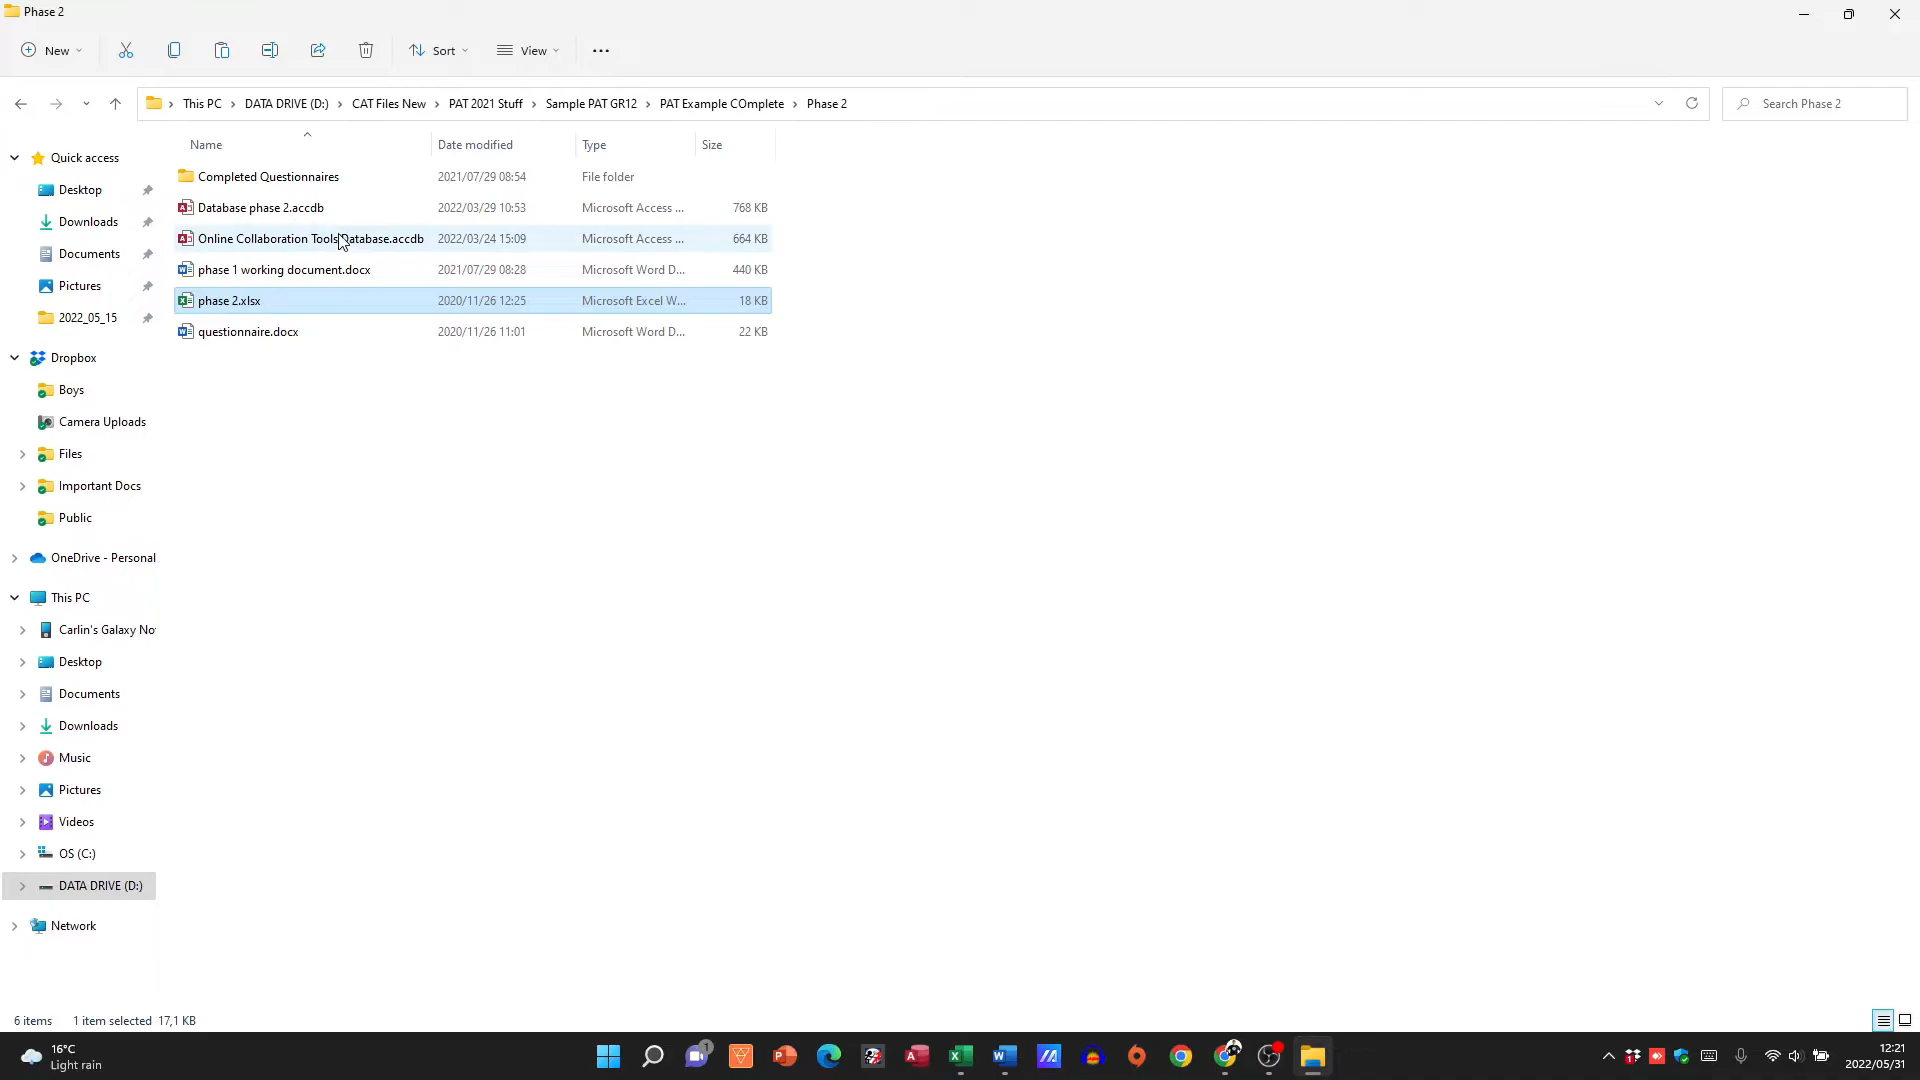 Phase 2
New
Sort
View
This PC
DATA DRIVE (D:)
CAT Files New
PAT 2021 Stuff
Sample PAT GR12
PAT Example COmplete
Phase 2
Search Phase 2
Name Date modified Type Size
Completed Questionnaires 2021/07/29 08:54 File folder
Database phase 2.accdb 2022/03/29 10:53 Microsoft Access ... 768 KB
Online Collaboration Tools Database.accdb 2022/03/24 15:09 Microsoft Access ... 664 KB
phase 1 working document.docx 2021/07/29 08:28 Microsoft Word D... 440 KB
phase 2.xlsx 2020/11/26 12:25 Microsoft Excel W... 18 KB
questionnaire.docx 2020/11/26 11:01 Microsoft Word D... 22 KB
Quick access
Desktop
Downloads
Documents
Pictures
2022_05_15
Dropbox
Boys
Camera Uploads
Files
Important Docs
Public
OneDrive - Personal
This PC
Carlin's Galaxy No
Desktop
Documents
Downloads
Music
Pictures
Videos
OS (C:)
DATA DRIVE (D:)
Network
6 items 1 item selected 17,1 KB
16°C
Light rain
1
12:21
2022/05/31